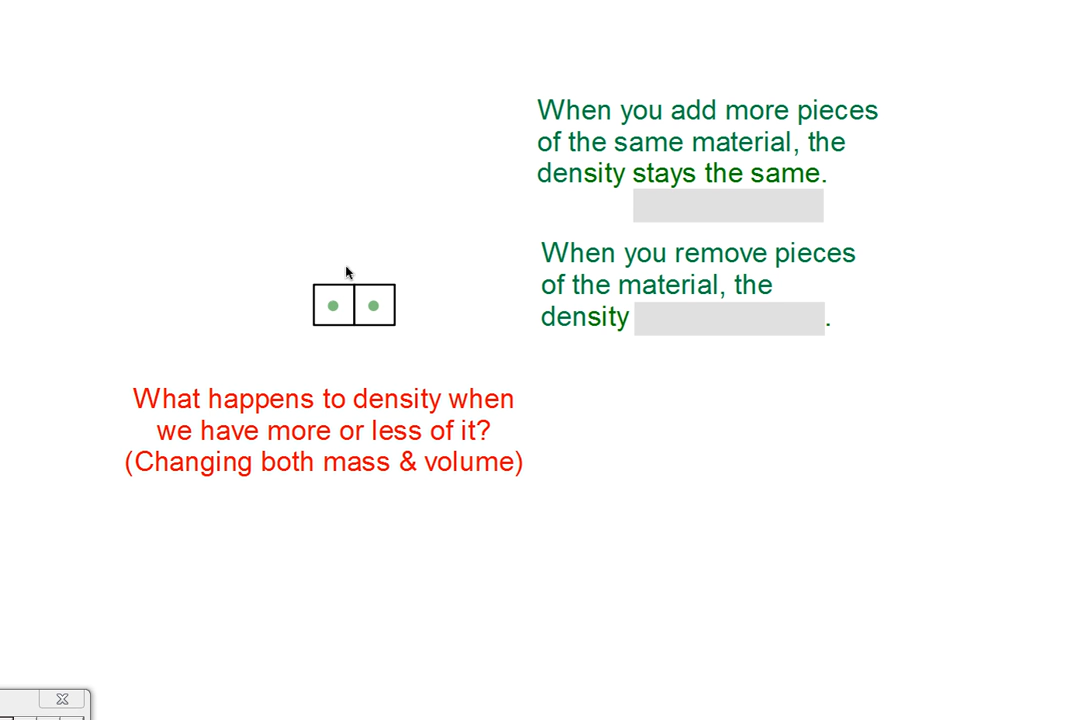 When you add more pieces
of the same material, the
density stays the same.
When you remove pieces
of the material, the
density .
What happens to density when
we have more or less of it?
(Changing both mass & volume)